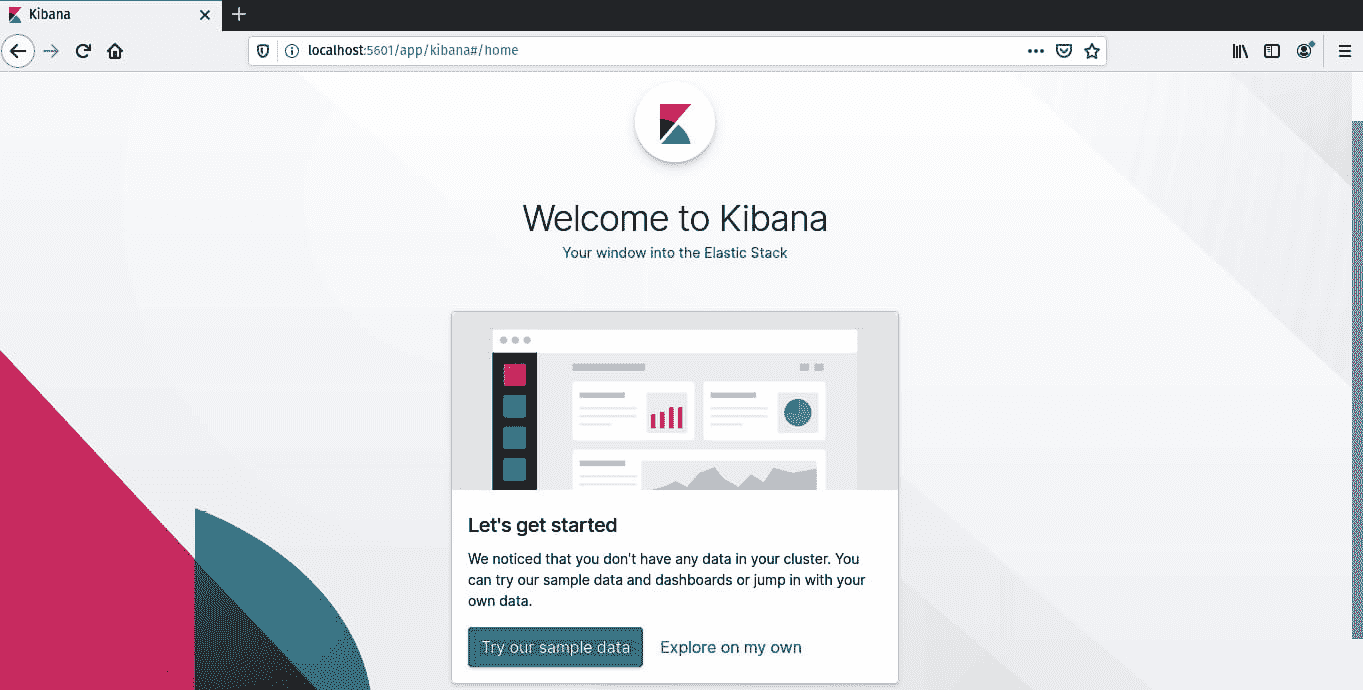 Kibana
localhost:5601/app/kibana#/home
Welcome to Kibana
Your window into the Elastic Stack
Let's get started
We noticed that you don't have any data in your cluster. You
can try our sample data and dashboards or jump in with your
own data.
Try our sample data
Explore on my own